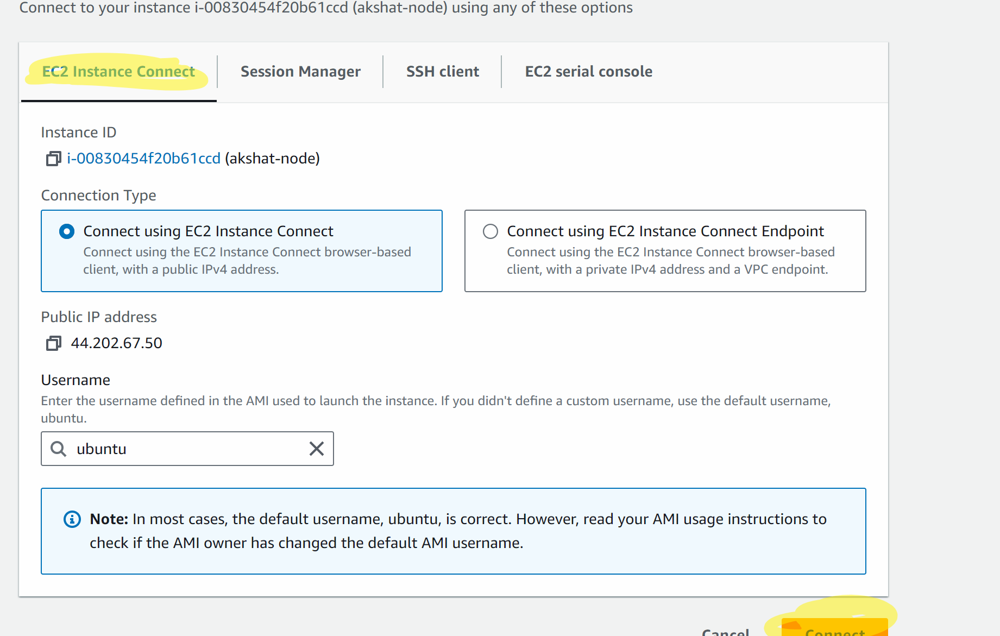 Connect to your instance i-00830454f20b61ccd (akshat-node) using any of these options
EC2 Instance Connect
Session Manager
SSH client
EC2 serial console
Instance ID
i-00830454f20b61ccd (akshat-node)
Connection Type
Connect using EC2 Instance Connect
Connect using the EC2 Instance Connect browser-based
client, with a public IPv4 address.
Connect using EC2 Instance Connect Endpoint
Connect using the EC2 Instance Connect browser-based
client, with a private IPv4 address and a VPC endpoint.
Public IP address
44.202.67.50
Username
Enter the username defined in the AMI used to launch the instance. If you didn't define a custom username, use the default username,
ubuntu.
ubuntu
Note: In most cases, the default username, ubuntu, is correct. However, read your AMI usage instructions to
check if the AMI owner has changed the default AMI username.
Cancel
Connect